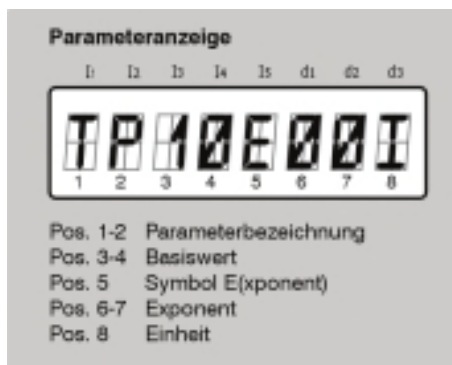 Parameteranzeige
I1 I2 I3 I4 I5 d1 d2 d3
TP10E00I
1 2 3 4 5 6 7 8
Pos. 1-2 Parameterbezeichnung
Pos. 3-4 Basiswert
Pos. 5 Symbol E(xponent)
Pos. 6-7 Exponent
Pos. 8 Einheit